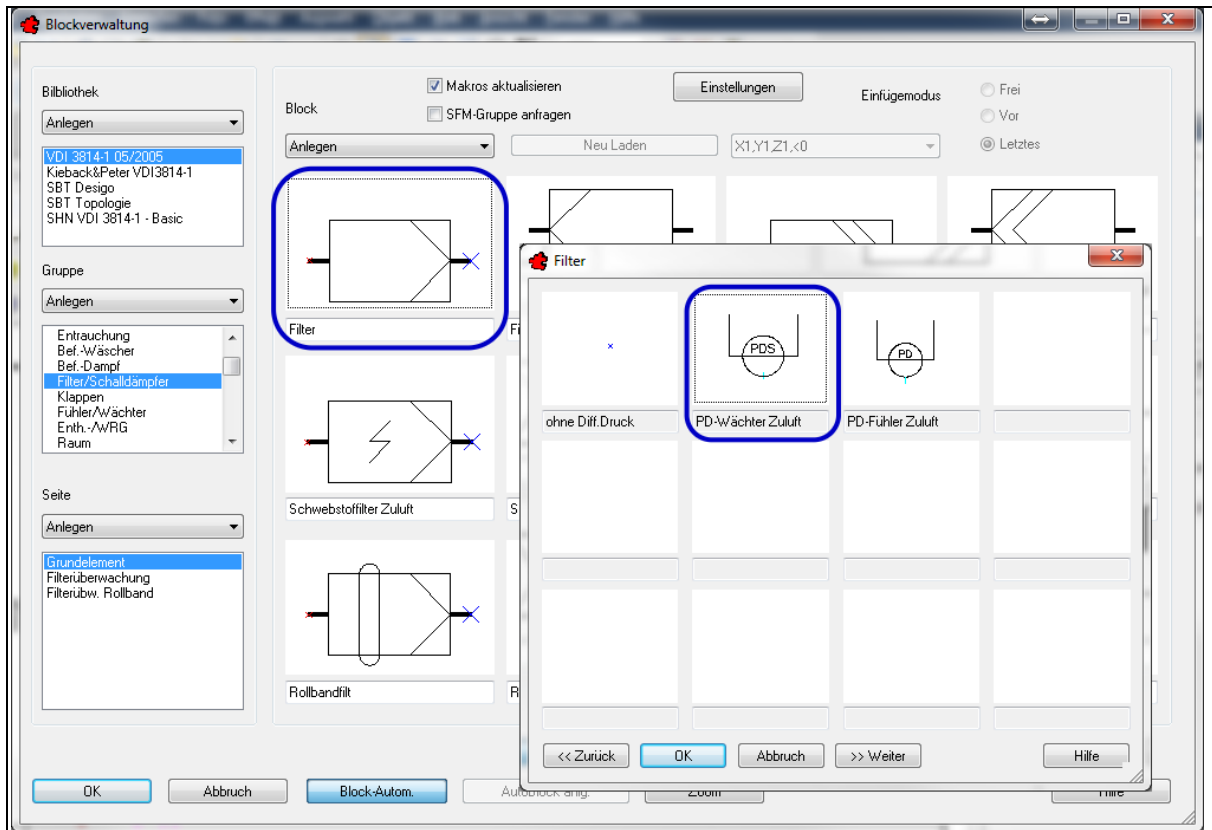 Blockverwaltung
Bilbliothek
Anlegen
VDI 3814-1 05/2005
Kieback&Peter VDI3814-1
SBT Desigo
SBT Topologie
SHN VDI 3814-1 - Basic
Gruppe
Anlegen
Entrauchung
Bef.-Wäscher
Bef.-Dampf
Filter/Schalldämpfer
Klappen
Fühler/Wächter
Enth.-/WRG
Raum
Seite
Anlegen
Grundelement
Filterüberwachung
Filterübw. Rollband
Block
Makros aktualisieren
SFM-Gruppe anfragen
Einstellungen
Einfügemodus
Frei
Vor
Letztes
Anlegen
Neu Laden
X1,Y1,Z1,<0
Filter
Schwebstoffilter Zuluft
Rollbandfilt
Filter
PDS
PD
ohne Diff.Druck
PD-Wächter Zuluft
PD-Fühler Zuluft
<< Zurück
OK
Abbruch
>> Weiter
Hilfe
OK
Abbruch
Block-Autom.